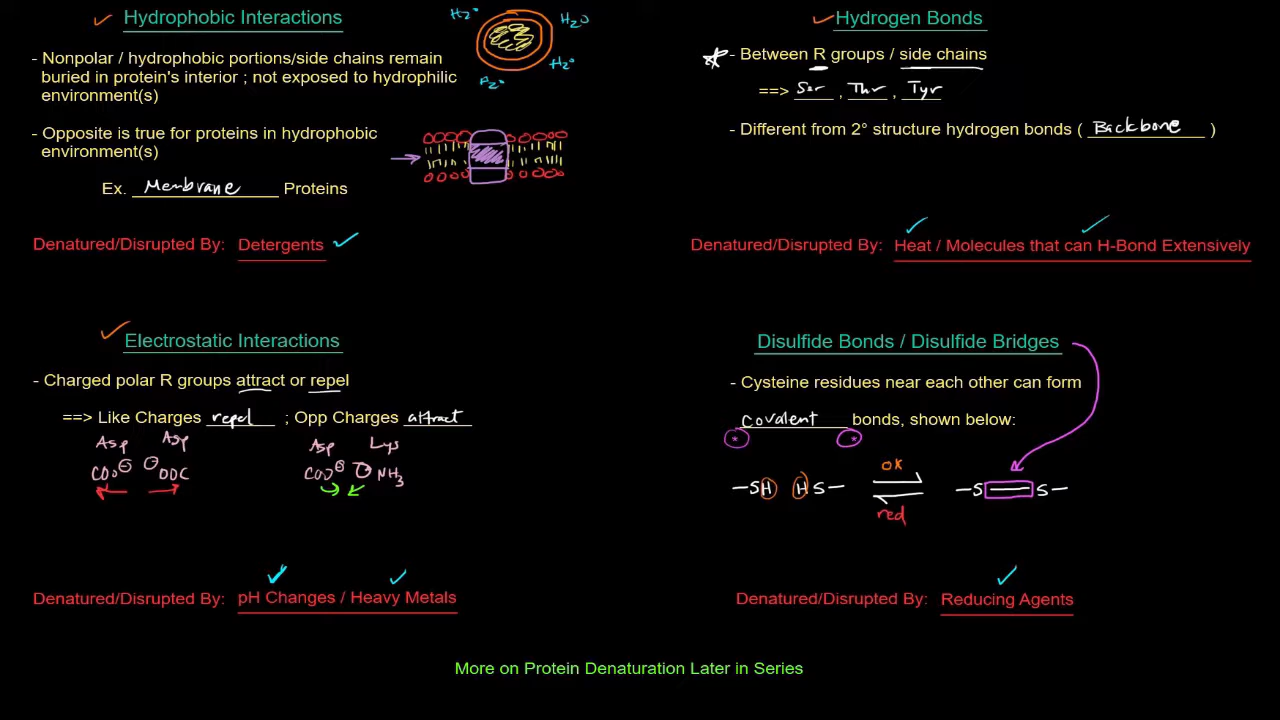 Hydrophobic Interactions
H2O
H2O
H2O
H2O
- Nonpolar / hydrophobic portions/side chains remain
buried in protein's interior ; not exposed to hydrophilic
environment(s)
- Opposite is true for proteins in hydrophobic
environment(s)
Ex. Membrane Proteins
Denatured/Disrupted By: Detergents
Hydrogen Bonds
- Between R groups / side chains
==> Ser , Thr , Tyr
- Different from 2° structure hydrogen bonds ( Backbone )
Denatured/Disrupted By: Heat / Molecules that can H-Bond Extensively
Electrostatic Interactions
- Charged polar R groups attract or repel
==> Like Charges repel ; Opp Charges attract
Asp Asp Asp Lys
COO⊖ ⊖OOC COO⊖ ⊕NH3
Denatured/Disrupted By: pH Changes / Heavy Metals
Disulfide Bonds / Disulfide Bridges
- Cysteine residues near each other can form
covalent bonds, shown below:
* *
—SH HS— ox red —S—S—
Denatured/Disrupted By: Reducing Agents
More on Protein Denaturation Later in Series